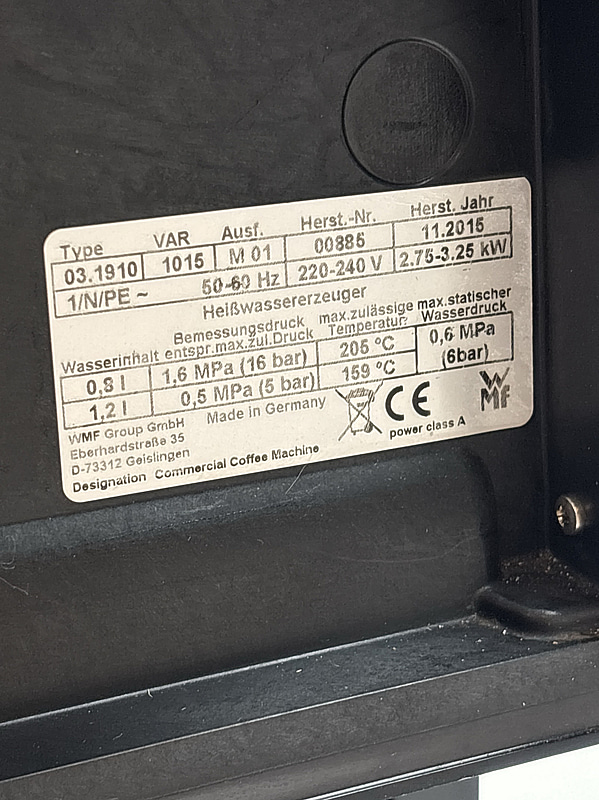 Type VAR Ausf. Herst.-Nr. Herst. Jahr
03.1910 1015 M 01 00886 11.2015
1/N/PE ~ 50-60 Hz 220-240 V 2.75-3.25 kW
Heißwassererzeuger
Wasserinhalt Bemessungsdruck entspr.max.zul.Druck max.zulässige Temperatur: max.statischer Wasserdruck
0,8 l 1,6 MPa (16 bar) 205 °C 0,6 MPa (6bar)
1,2 l 0,5 MPa (5 bar) 159 °C
WMF Group GmbH Made in Germany CE WMF
Eberhardstraße 35 power class A
D-73312 Geislingen
Designation Commercial Coffee Machine